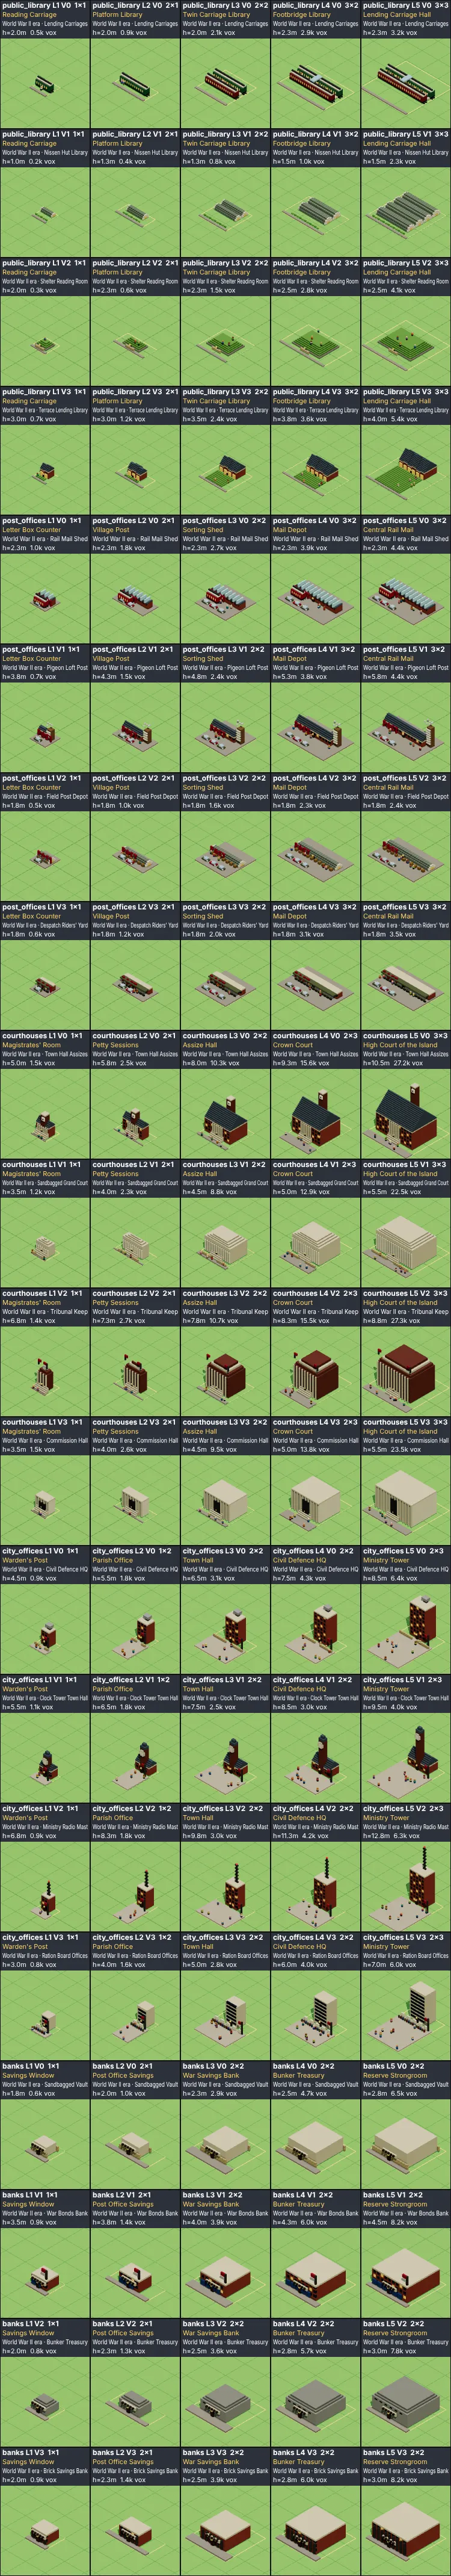 public_library L1 V0 1×1
Reading Carriage
World War II era · Lending Carriages
h=2.0m 0.5k vox
public_library L2 V0 2×1
Platform Library
World War II era · Lending Carriages
h=2.0m 0.9k vox
public_library L3 V0 2×2
Twin Carriage Library
World War II era · Lending Carriages
h=2.0m 2.1k vox
public_library L4 V0 3×2
Footbridge Library
World War II era · Lending Carriages
h=2.3m 2.9k vox
public_library L5 V0 3×3
Lending Carriage Hall
World War II era · Lending Carriages
h=2.3m 3.2k vox
public_library L1 V1 1×1
Reading Carriage
World War II era · Nissen Hut Library
h=1.0m 0.2k vox
public_library L2 V1 2×1
Platform Library
World War II era · Nissen Hut Library
h=1.3m 0.4k vox
public_library L3 V1 2×2
Twin Carriage Library
World War II era · Nissen Hut Library
h=1.3m 0.8k vox
public_library L4 V1 3×2
Footbridge Library
World War II era · Nissen Hut Library
h=1.5m 1.0k vox
public_library L5 V1 3×3
Lending Carriage Hall
World War II era · Nissen Hut Library
h=1.5m 2.3k vox
public_library L1 V2 1×1
Reading Carriage
World War II era · Shelter Reading Room
h=2.0m 0.3k vox
public_library L2 V2 2×1
Platform Library
World War II era · Shelter Reading Room
h=2.3m 0.6k vox
public_library L3 V2 2×2
Twin Carriage Library
World War II era · Shelter Reading Room
h=2.3m 1.5k vox
public_library L4 V2 3×2
Footbridge Library
World War II era · Shelter Reading Room
h=2.5m 2.8k vox
public_library L5 V2 3×3
Lending Carriage Hall
World War II era · Shelter Reading Room
h=2.5m 4.1k vox
public_library L1 V3 1×1
Reading Carriage
World War II era · Terrace Lending Library
h=3.0m 0.7k vox
public_library L2 V3 2×1
Platform Library
World War II era · Terrace Lending Library
h=3.0m 1.2k vox
public_library L3 V3 2×2
Twin Carriage Library
World War II era · Terrace Lending Library
h=3.5m 2.4k vox
public_library L4 V3 3×2
Footbridge Library
World War II era · Terrace Lending Library
h=3.8m 3.6k vox
public_library L5 V3 3×3
Lending Carriage Hall
World War II era · Terrace Lending Library
h=4.0m 5.4k vox
post_offices L1 V0 1×1
Letter Box Counter
World War II era · Rail Mail Shed
h=2.3m 1.0k vox
post_offices L2 V0 2×1
Village Post
World War II era · Rail Mail Shed
h=2.3m 1.8k vox
post_offices L3 V0 2×2
Sorting Shed
World War II era · Rail Mail Shed
h=2.3m 2.7k vox
post_offices L4 V0 3×2
Mail Depot
World War II era · Rail Mail Shed
h=2.3m 3.9k vox
post_offices L5 V0 3×2
Central Rail Mail
World War II era · Rail Mail Shed
h=2.3m 4.4k vox
post_offices L1 V1 1×1
Letter Box Counter
World War II era · Pigeon Loft Post
h=3.8m 0.7k vox
post_offices L2 V1 2×1
Village Post
World War II era · Pigeon Loft Post
h=4.3m 1.5k vox
post_offices L3 V1 2×2
Sorting Shed
World War II era · Pigeon Loft Post
h=4.8m 2.4k vox
post_offices L4 V1 3×2
Mail Depot
World War II era · Pigeon Loft Post
h=5.3m 3.8k vox
post_offices L5 V1 3×2
Central Rail Mail
World War II era · Pigeon Loft Post
h=5.8m 4.4k vox
post_offices L1 V2 1×1
Letter Box Counter
World War II era · Field Post Depot
h=1.8m 0.5k vox
post_offices L2 V2 2×1
Village Post
World War II era · Field Post Depot
h=1.8m 1.0k vox
post_offices L3 V2 2×2
Sorting Shed
World War II era · Field Post Depot
h=1.8m 1.6k vox
post_offices L4 V2 3×2
Mail Depot
World War II era · Field Post Depot
h=1.8m 2.3k vox
post_offices L5 V2 3×2
Central Rail Mail
World War II era · Field Post Depot
h=1.8m 2.4k vox
post_offices L1 V3 1×1
Letter Box Counter
World War II era · Despatch Riders' Yard
h=1.8m 0.6k vox
post_offices L2 V3 2×1
Village Post
World War II era · Despatch Riders' Yard
h=1.8m 1.2k vox
post_offices L3 V3 2×2
Sorting Shed
World War II era · Despatch Riders' Yard
h=1.8m 2.0k vox
post_offices L4 V3 3×2
Mail Depot
World War II era · Despatch Riders' Yard
h=1.8m 3.1k vox
post_offices L5 V3 3×2
Central Rail Mail
World War II era · Despatch Riders' Yard
h=1.8m 3.5k vox
courthouses L1 V0 1×1
Magistrates' Room
World War II era · Town Hall Assizes
h=5.0m 1.5k vox
courthouses L2 V0 2×1
Petty Sessions
World War II era · Town Hall Assizes
h=5.8m 2.5k vox
courthouses L3 V0 2×2
Assize Hall
World War II era · Town Hall Assizes
h=8.0m 10.3k vox
courthouses L4 V0 2×3
Crown Court
World War II era · Town Hall Assizes
h=9.3m 15.6k vox
courthouses L5 V0 3×3
High Court of the Island
World War II era · Town Hall Assizes
h=10.5m 27.2k vox
courthouses L1 V1 1×1
Magistrates' Room
World War II era · Sandbagged Grand Court
h=3.5m 1.2k vox
courthouses L2 V1 2×1
Petty Sessions
World War II era · Sandbagged Grand Court
h=4.0m 2.3k vox
courthouses L3 V1 2×2
Assize Hall
World War II era · Sandbagged Grand Court
h=4.5m 8.8k vox
courthouses L4 V1 2×3
Crown Court
World War II era · Sandbagged Grand Court
h=5.0m 12.9k vox
courthouses L5 V1 3×3
High Court of the Island
World War II era · Sandbagged Grand Court
h=5.5m 22.5k vox
courthouses L1 V2 1×1
Magistrates' Room
World War II era · Tribunal Keep
h=6.8m 1.4k vox
courthouses L2 V2 2×1
Petty Sessions
World War II era · Tribunal Keep
h=7.3m 2.7k vox
courthouses L3 V2 2×2
Assize Hall
World War II era · Tribunal Keep
h=7.8m 10.7k vox
courthouses L4 V2 2×3
Crown Court
World War II era · Tribunal Keep
h=8.3m 15.5k vox
courthouses L5 V2 3×3
High Court of the Island
World War II era · Tribunal Keep
h=8.8m 27.3k vox
courthouses L1 V3 1×1
Magistrates' Room
World War II era · Commission Hall
h=3.5m 1.5k vox
courthouses L2 V3 2×1
Petty Sessions
World War II era · Commission Hall
h=4.0m 2.6k vox
courthouses L3 V3 2×2
Assize Hall
World War II era · Commission Hall
h=4.5m 9.5k vox
courthouses L4 V3 2×3
Crown Court
World War II era · Commission Hall
h=5.0m 13.8k vox
courthouses L5 V3 3×3
High Court of the Island
World War II era · Commission Hall
h=5.5m 23.5k vox
city_offices L1 V0 1×1
Warden's Post
World War II era · Civil Defence HQ
h=4.5m 0.9k vox
city_offices L2 V0 1×2
Parish Office
World War II era · Civil Defence HQ
h=5.5m 1.8k vox
city_offices L3 V0 2×2
Town Hall
World War II era · Civil Defence HQ
h=6.5m 3.1k vox
city_offices L4 V0 2×2
Civil Defence HQ
World War II era · Civil Defence HQ
h=7.5m 4.3k vox
city_offices L5 V0 2×3
Ministry Tower
World War II era · Civil Defence HQ
h=8.5m 6.4k vox
city_offices L1 V1 1×1
Warden's Post
World War II era · Clock Tower Town Hall
h=5.5m 1.1k vox
city_offices L2 V1 1×2
Parish Office
World War II era · Clock Tower Town Hall
h=6.5m 1.8k vox
city_offices L3 V1 2×2
Town Hall
World War II era · Clock Tower Town Hall
h=7.5m 2.5k vox
city_offices L4 V1 2×2
Civil Defence HQ
World War II era · Clock Tower Town Hall
h=8.5m 3.0k vox
city_offices L5 V1 2×3
Ministry Tower
World War II era · Clock Tower Town Hall
h=9.5m 4.0k vox
city_offices L1 V2 1×1
Warden's Post
World War II era · Ministry Radio Mast
h=6.8m 0.9k vox
city_offices L2 V2 1×2
Parish Office
World War II era · Ministry Radio Mast
h=8.3m 1.8k vox
city_offices L3 V2 2×2
Town Hall
World War II era · Ministry Radio Mast
h=9.8m 3.0k vox
city_offices L4 V2 2×2
Civil Defence HQ
World War II era · Ministry Radio Mast
h=11.3m 4.2k vox
city_offices L5 V2 2×3
Ministry Tower
World War II era · Ministry Radio Mast
h=12.8m 6.3k vox
city_offices L1 V3 1×1
Warden's Post
World War II era · Ration Board Offices
h=3.0m 0.8k vox
city_offices L2 V3 1×2
Parish Office
World War II era · Ration Board Offices
h=4.0m 1.6k vox
city_offices L3 V3 2×2
Town Hall
World War II era · Ration Board Offices
h=5.0m 2.8k vox
city_offices L4 V3 2×2
Civil Defence HQ
World War II era · Ration Board Offices
h=6.0m 4.0k vox
city_offices L5 V3 2×3
Ministry Tower
World War II era · Ration Board Offices
h=7.0m 6.0k vox
banks L1 V0 1×1
Savings Window
World War II era · Sandbagged Vault
h=1.8m 0.6k vox
banks L2 V0 2×1
Post Office Savings
World War II era · Sandbagged Vault
h=2.0m 1.0k vox
banks L3 V0 2×2
War Savings Bank
World War II era · Sandbagged Vault
h=2.3m 2.9k vox
banks L4 V0 2×2
Bunker Treasury
World War II era · Sandbagged Vault
h=2.5m 4.7k vox
banks L5 V0 2×2
Reserve Strongroom
World War II era · Sandbagged Vault
h=2.8m 6.5k vox
banks L1 V1 1×1
Savings Window
World War II era · War Bonds Bank
h=3.5m 0.9k vox
banks L2 V1 2×1
Post Office Savings
World War II era · War Bonds Bank
h=3.8m 1.4k vox
banks L3 V1 2×2
War Savings Bank
World War II era · War Bonds Bank
h=4.0m 3.9k vox
banks L4 V1 2×2
Bunker Treasury
World War II era · War Bonds Bank
h=4.3m 6.0k vox
banks L5 V1 2×2
Reserve Strongroom
World War II era · War Bonds Bank
h=4.5m 8.2k vox
banks L1 V2 1×1
Savings Window
World War II era · Bunker Treasury
h=2.0m 0.8k vox
banks L2 V2 2×1
Post Office Savings
World War II era · Bunker Treasury
h=2.3m 1.3k vox
banks L3 V2 2×2
War Savings Bank
World War II era · Bunker Treasury
h=2.5m 3.6k vox
banks L4 V2 2×2
Bunker Treasury
World War II era · Bunker Treasury
h=2.8m 5.7k vox
banks L5 V2 2×2
Reserve Strongroom
World War II era · Bunker Treasury
h=3.0m 7.8k vox
banks L1 V3 1×1
Savings Window
World War II era · Brick Savings Bank
h=2.0m 0.9k vox
banks L2 V3 2×1
Post Office Savings
World War II era · Brick Savings Bank
h=2.3m 1.4k vox
banks L3 V3 2×2
War Savings Bank
World War II era · Brick Savings Bank
h=2.5m 3.9k vox
banks L4 V3 2×2
Bunker Treasury
World War II era · Brick Savings Bank
h=2.8m 6.0k vox
banks L5 V3 2×2
Reserve Strongroom
World War II era · Brick Savings Bank
h=3.0m 8.2k vox